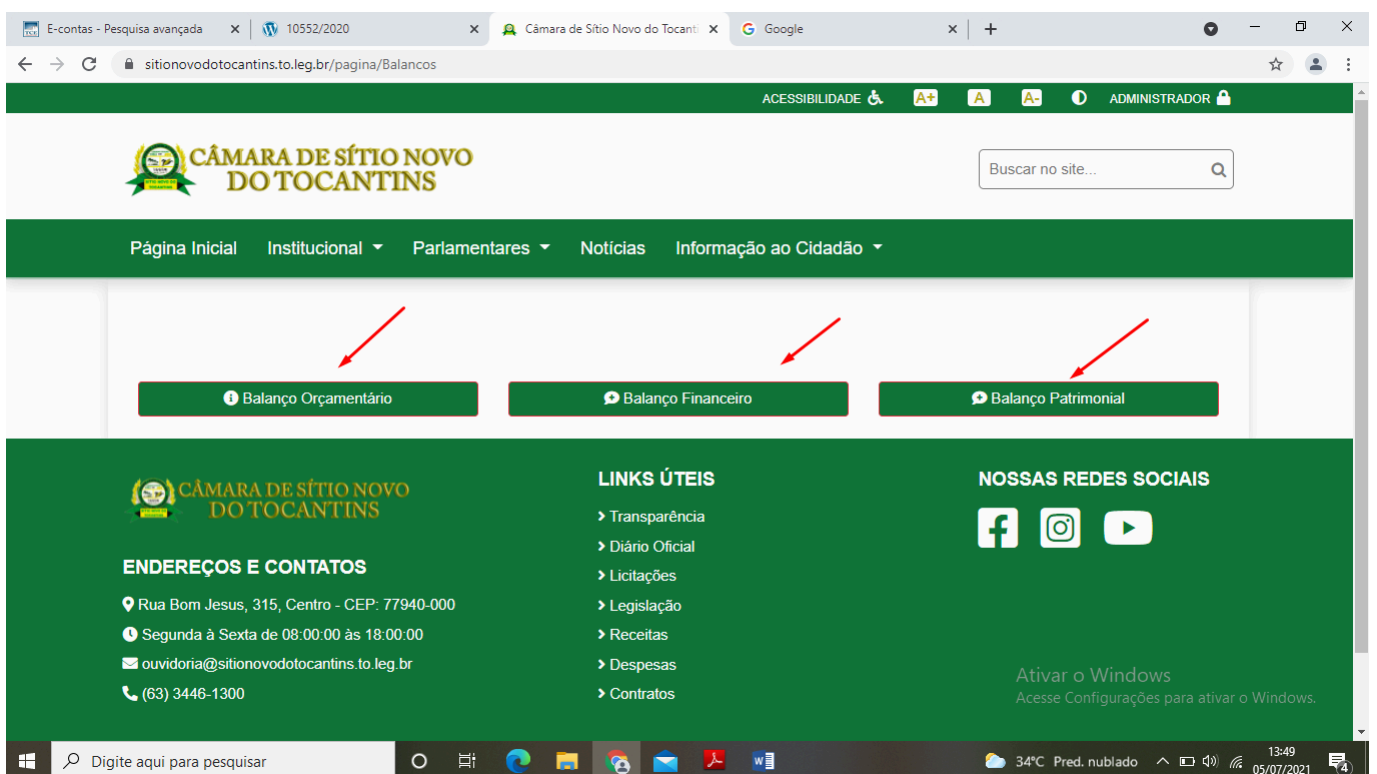 E-contas - Pesquisa avançada
10552/2020
Câmara de Sítio Novo do Tocant
Google
sitionovodotocantins.to.leg.br/pagina/Balancos
ACESSIBILIDADE A+ A A- ADMINISTRADOR
CÂMARA DE SÍTIO NOVO
DO TOCANTINS
Buscar no site...
Página Inicial Institucional Parlamentares Notícias Informação ao Cidadão
Balanço Orçamentário Balanço Financeiro Balanço Patrimonial
CÂMARA DE SÍTIO NOVO
DO TOCANTINS
ENDEREÇOS E CONTATOS
Rua Bom Jesus, 315, Centro - CEP: 77940-000
Segunda à Sexta de 08:00:00 às 18:00:00
ouvidoria@sitionovodotocantins.to.leg.br
(63) 3446-1300
LINKS ÚTEIS
Transparência
Diário Oficial
Licitações
Legislação
Receitas
Despesas
Contratos
NOSSAS REDES SOCIAIS
Ativar o Windows
Acesse Configurações para ativar o Windows.
Digite aqui para pesquisar
34°C Pred. nublado
13:49
05/07/2021
4